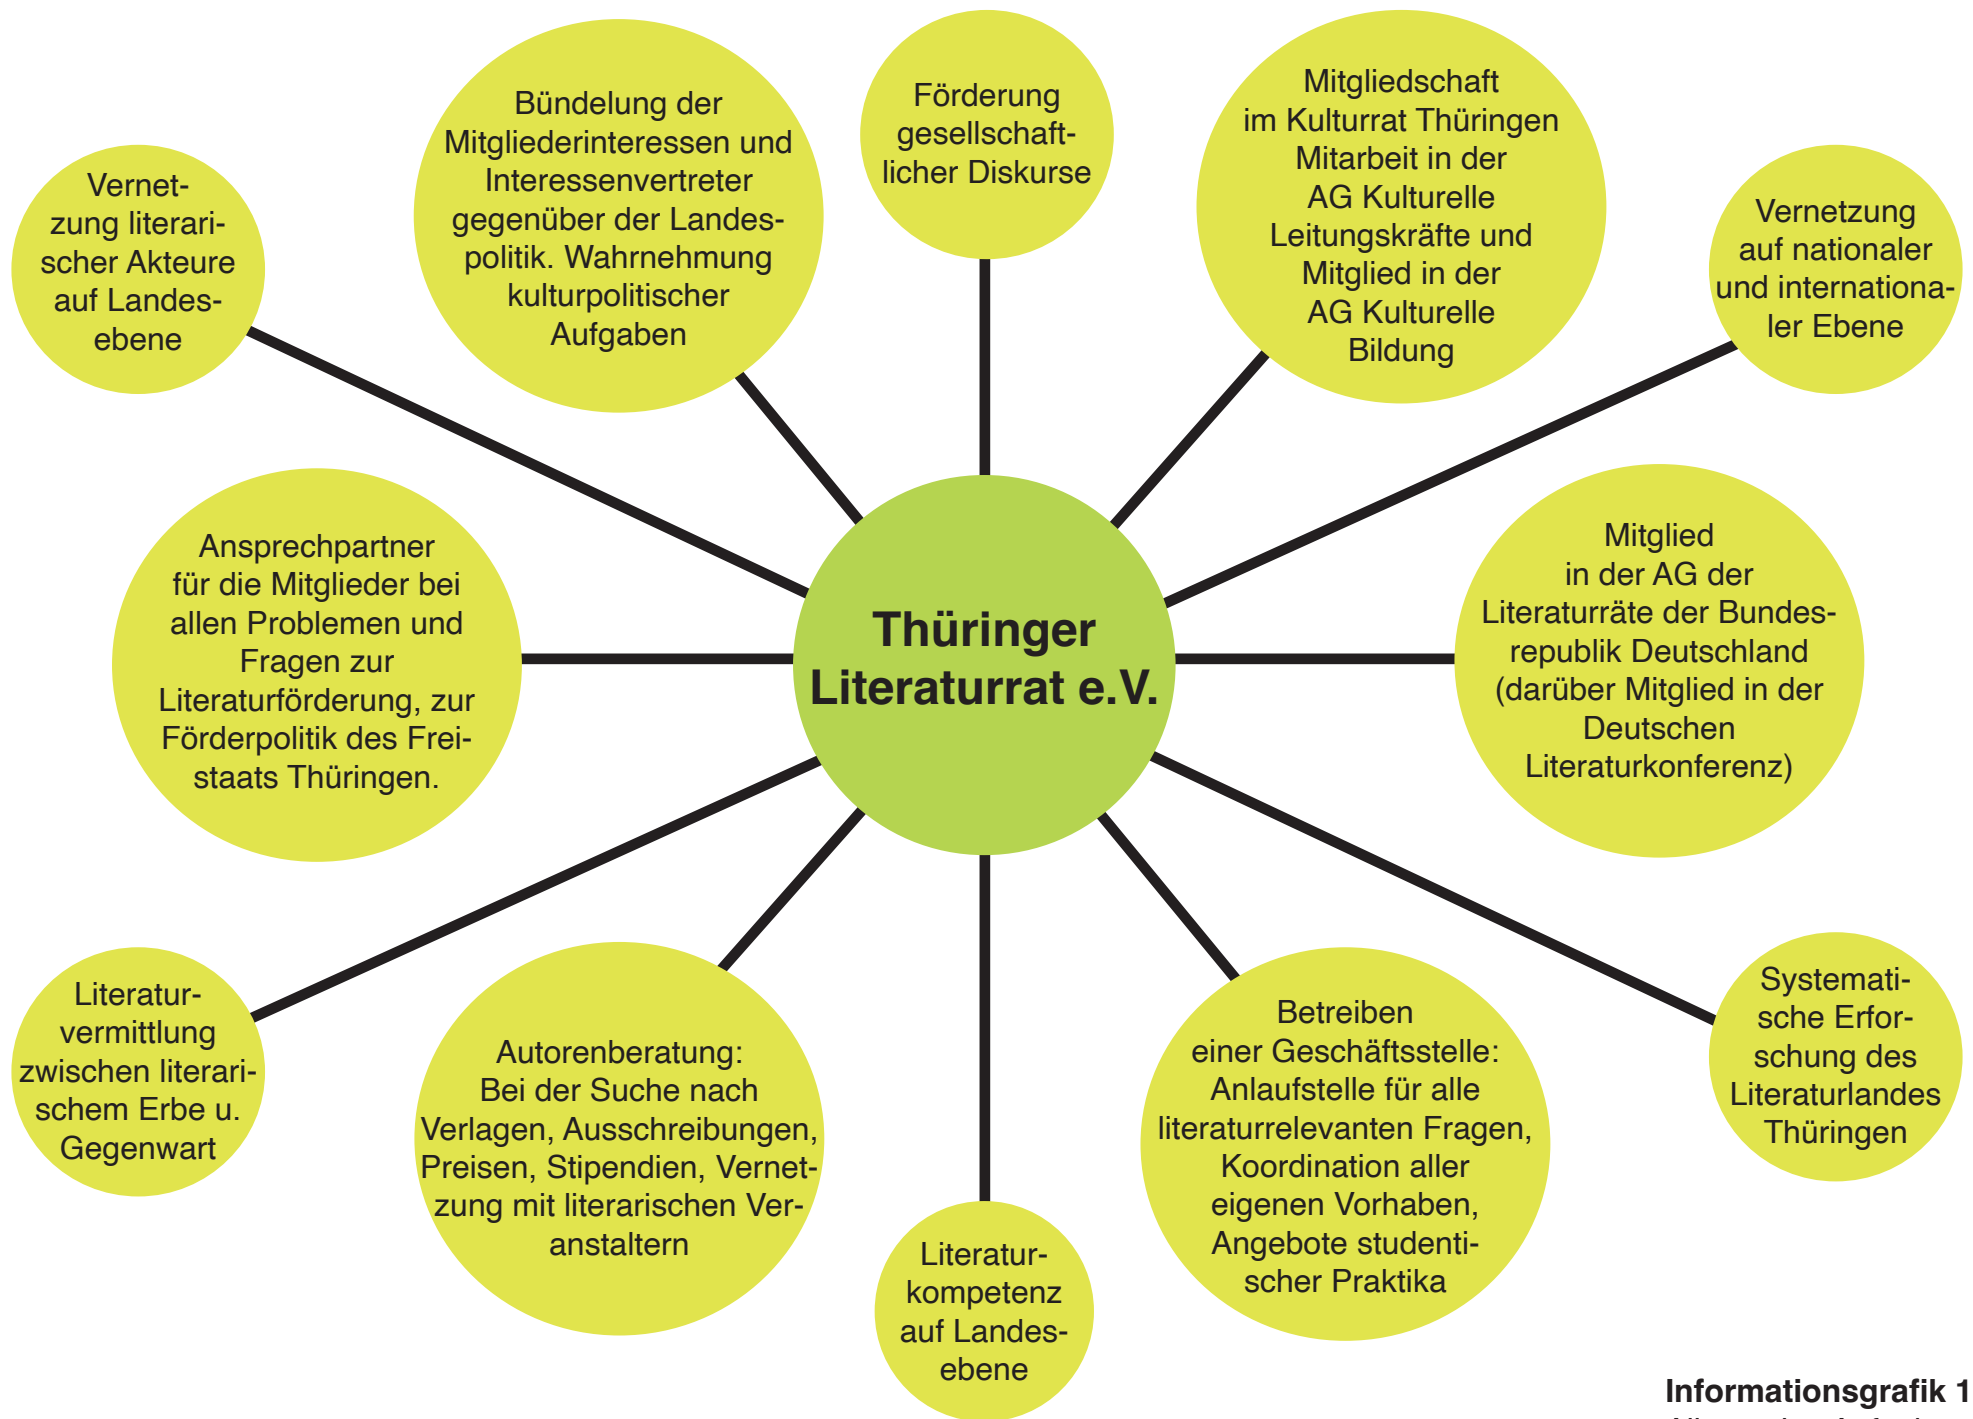 Vernet-
zung literari-
scher Akteure
auf Landes-
ebene
Bündelung der
Mitgliederinteressen und
Interessenvertreter
gegenüber der Landes-
politik. Wahrnehmung
kulturpolitischer
Aufgaben
Förderung
gesellschaft-
licher Diskurse
Mitgliedschaft
im Kulturrat Thüringen
Mitarbeit in der
AG Kulturelle
Leitungskräfte und
Mitglied in der
AG Kulturelle
Bildung
Vernetzung
auf nationaler
und internationa-
ler Ebene
Ansprechpartner
für die Mitglieder bei
allen Problemen und
Fragen zur
Literaturförderung, zur
Förderpolitik des Frei-
staats Thüringen.
Thüringer
Literaturrat e.V.
Mitglied
in der AG der
Literaturräte der Bundes-
republik Deutschland
(darüber Mitglied in der
Deutschen
Literaturkonferenz)
Literatur-
vermittlung
zwischen literari-
schem Erbe u.
Gegenwart
Autorenberatung:
Bei der Suche nach
Verlagen, Ausschreibungen,
Preisen, Stipendien, Vernet-
zung mit literarischen Ver-
anstaltern
Literatur-
kompetenz
auf Landes-
ebene
Betreiben
einer Geschäftsstelle:
Anlaufstelle für alle
literaturrelevanten Fragen,
Koordination aller
eigenen Vorhaben,
Angebote studenti-
scher Praktika
Systemati-
sche Erfor-
schung des
Literaturlandes
Thüringen
Informationsgrafik 1